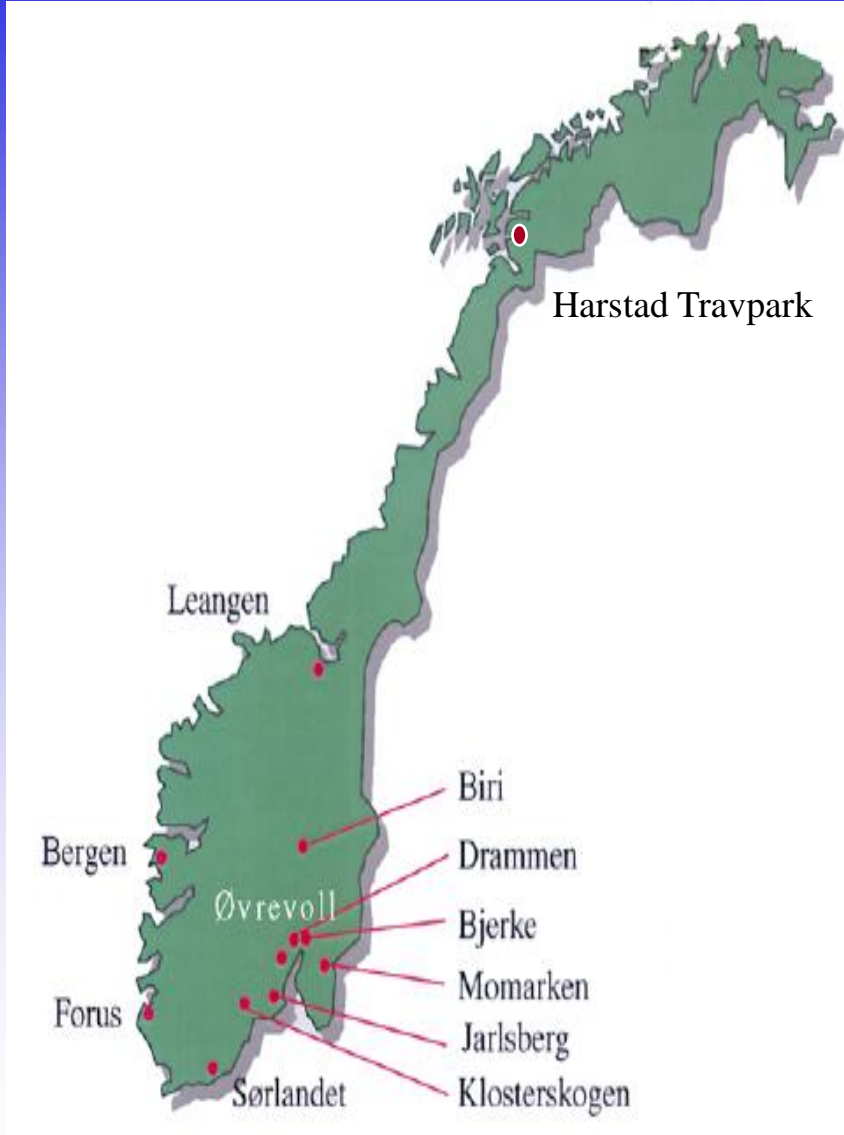 Harstad Travpark
Leangen
Biri
Bergen
Drammen
Øvrevoll
Bjerke
Momarken
Forus
Jarlsberg
Sørlandet
Klosterskogen